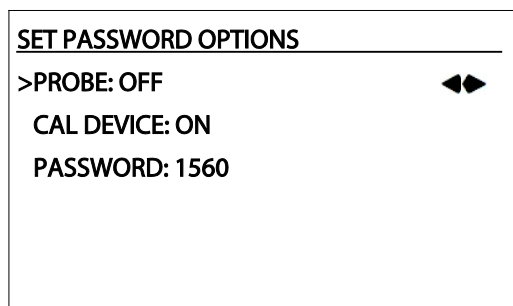 SET PASSWORD OPTIONS
>PROBE: OFF
CAL DEVICE: ON
PASSWORD: 1560